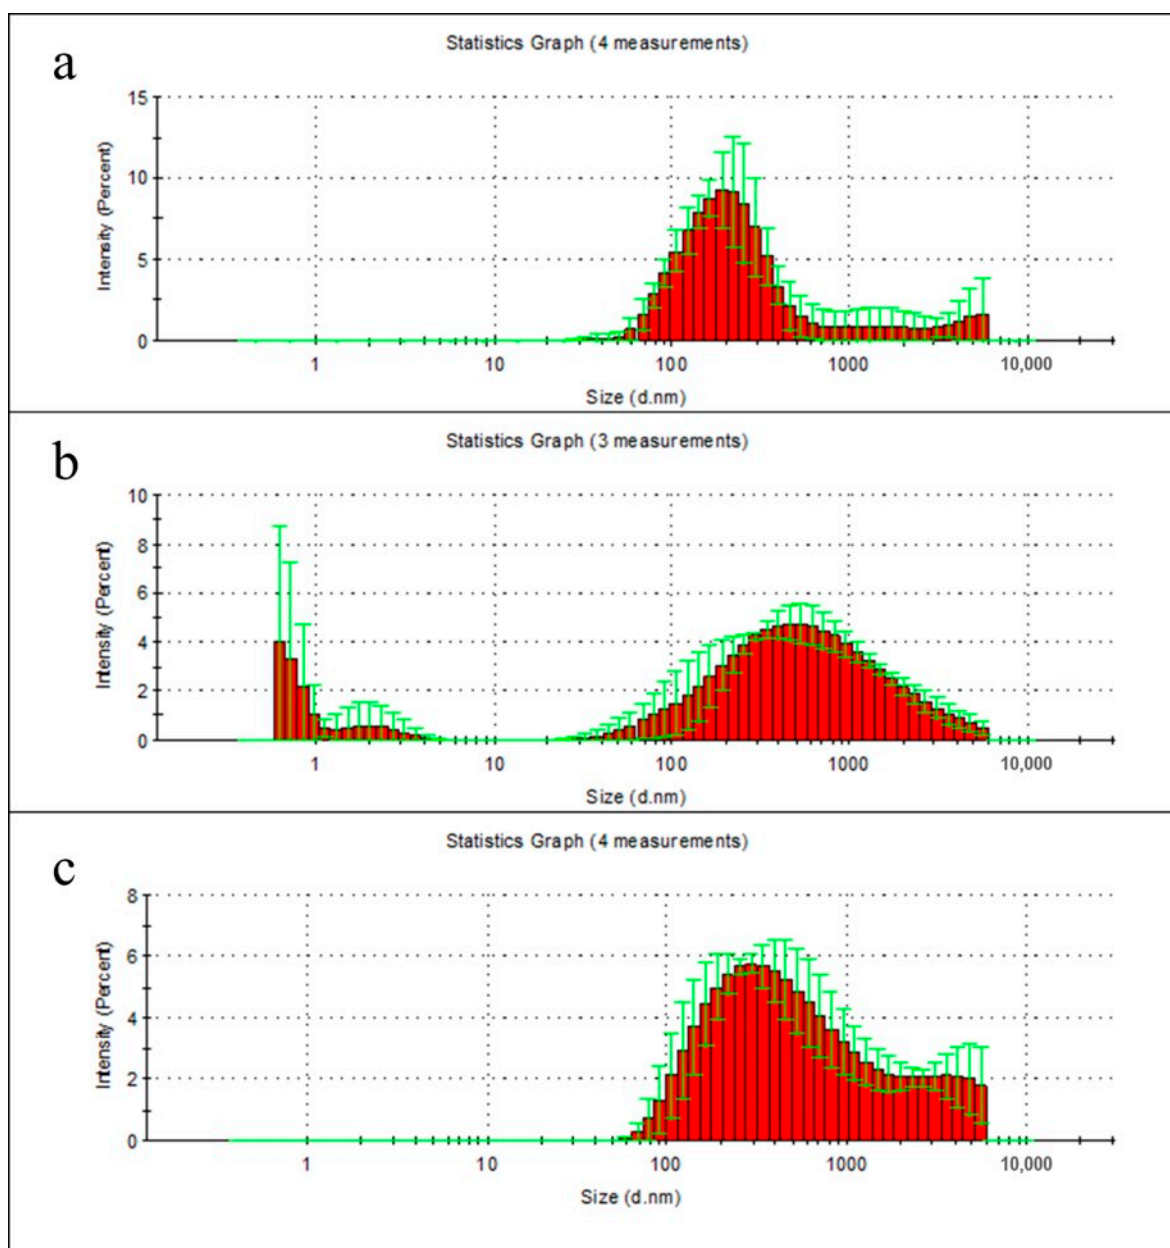 a
Statistics Graph (4 measurements)
Intensity (Percent)
15
10
5
0
1 10 100 1000 10,000
Size (d.nm)
b
Statistics Graph (3 measurements)
Intensity (Percent)
10
8
6
4
2
0
1 10 100 1000 10,000
Size (d.nm)
c
Statistics Graph (4 measurements)
Intensity (Percent)
8
6
4
2
0
1 10 100 1000 10,000
Size (d.nm)